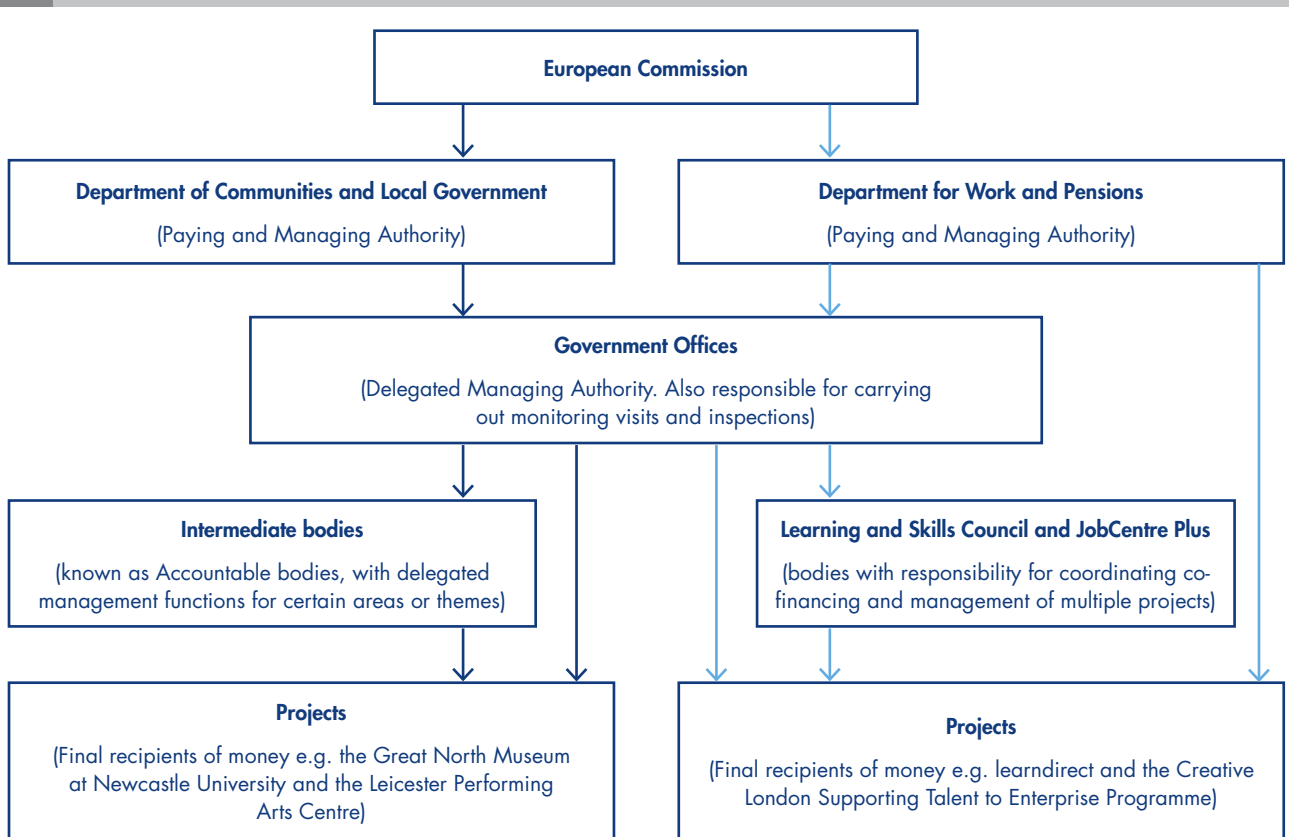 European Commission
Department of Communities and Local Government
(Paying and Managing Authority)
Department for Work and Pensions
(Paying and Managing Authority)
Government Offices
(Delegated Managing Authority. Also responsible for carrying
out monitoring visits and inspections)
Intermediate bodies
(known as Accountable bodies, with delegated
management functions for certain areas or themes)
Learning and Skills Council and JobCentre Plus
(bodies with responsibility for coordinating co-
financing and management of multiple projects)
Projects
(Final recipients of money e.g. the Great North Museum
at Newcastle University and the Leicester Performing
Arts Centre)
Projects
(Final recipients of money e.g. learndirect and the Creative
London Supporting Talent to Enterprise Programme)